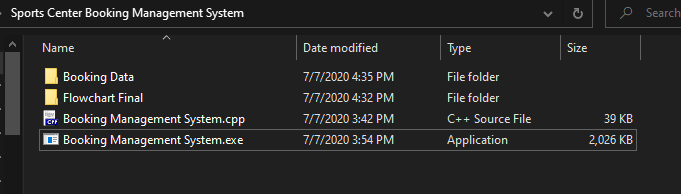 Sports Center Booking Management System
Search
Name Date modified Type Size
Booking Data 7/7/2020 4:35 PM File folder
Flowchart Final 7/7/2020 4:32 PM File folder
Booking Management System.cpp 7/7/2020 3:42 PM C++ Source File 39 KB
Booking Management System.exe 7/7/2020 3:54 PM Application 2,026 KB